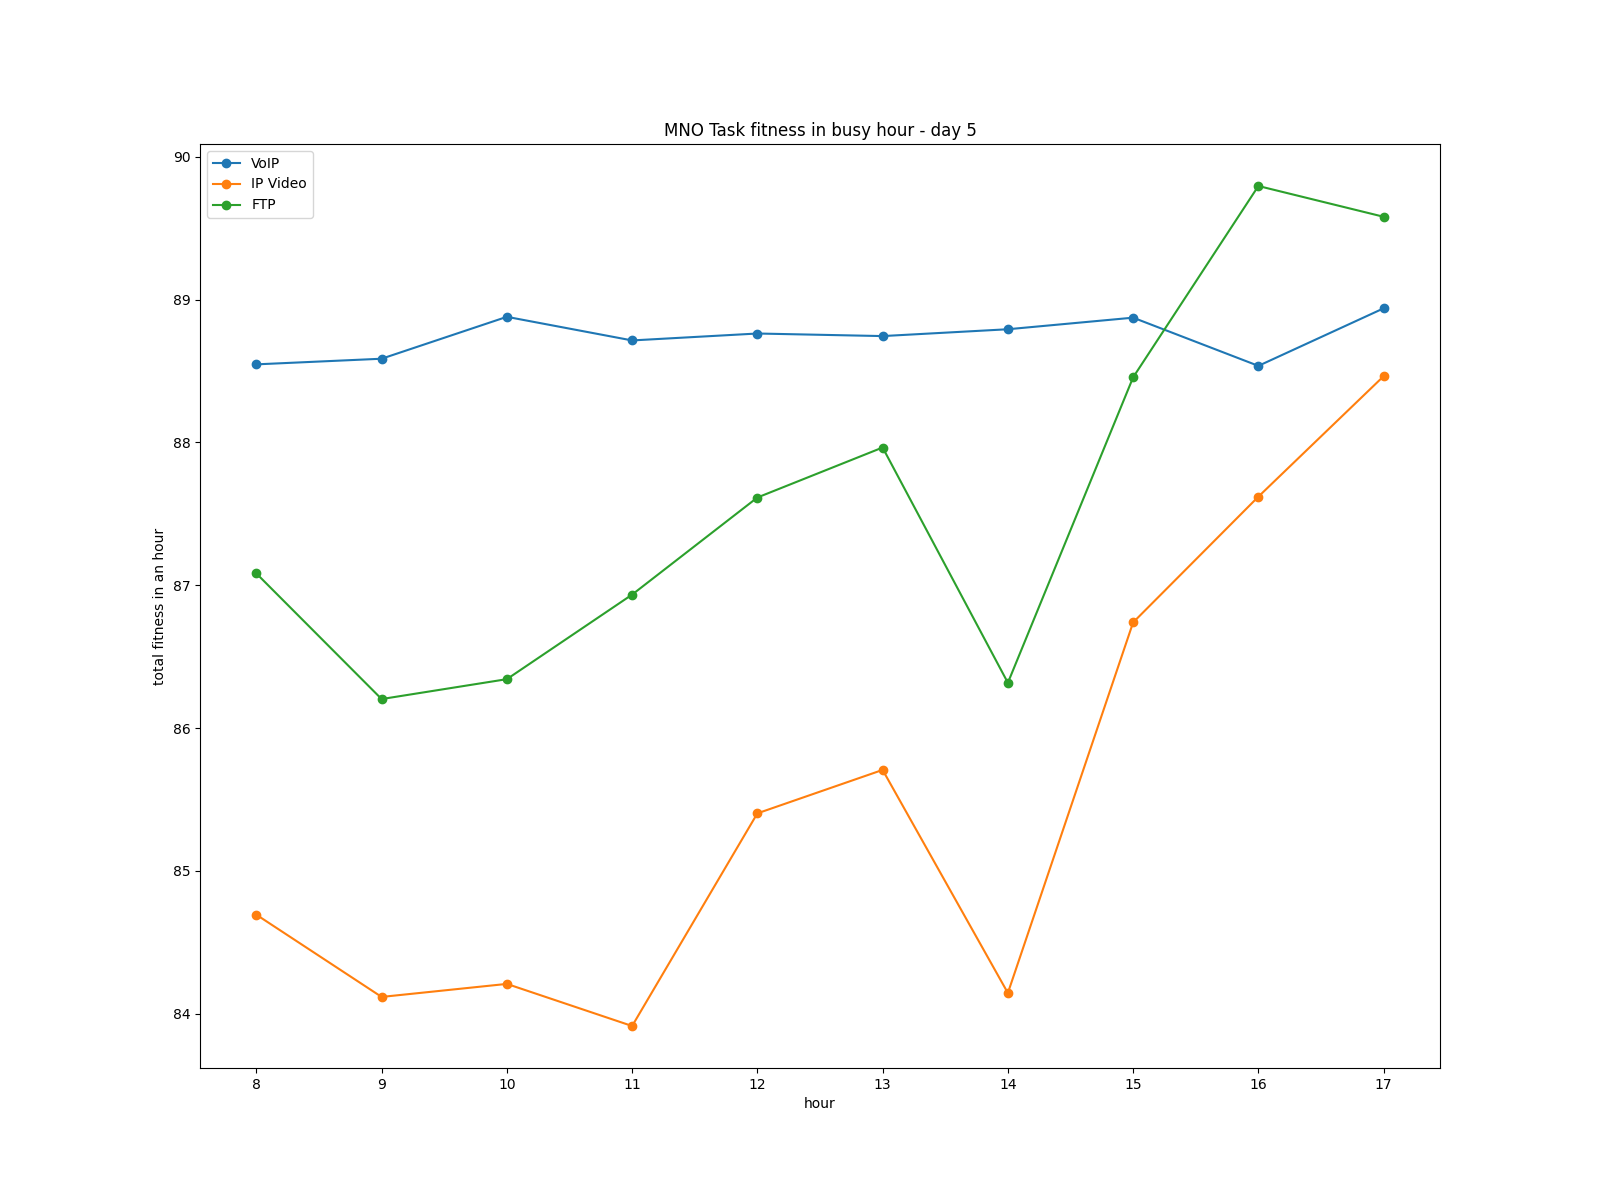 MNO Task fitness in busy hour - day 5
VoIP
IP Video
FTP
90
89
88
87
86
85
84
total fitness in an hour
8 9 10 11 12 13 14 15 16 17
hour